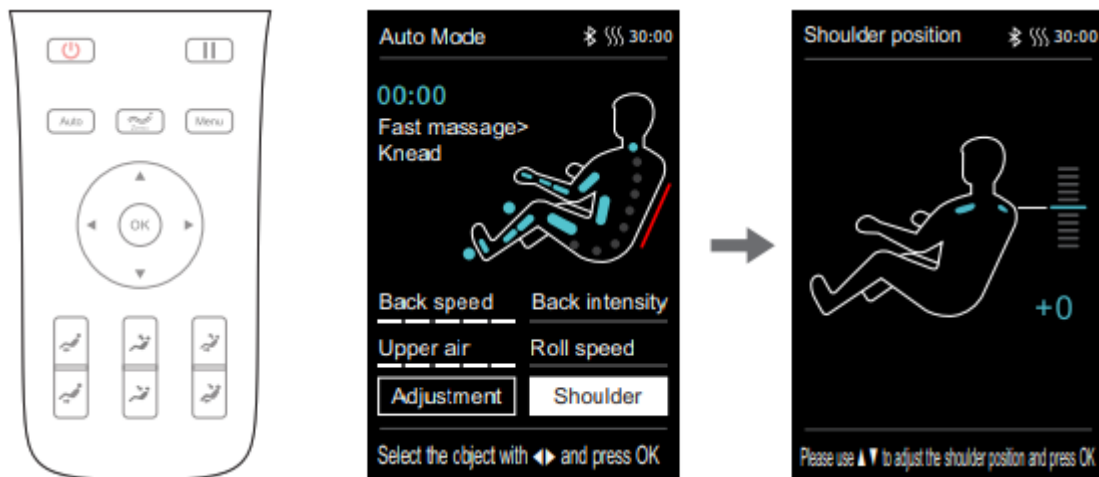 Auto
Zero
Menu
OK
Auto Mode 30:00
00:00
Fast massage>
Knead
Back speed Back intensity
Upper air Roll speed
Adjustment Shoulder
Select the object with ◀▶ and press OK
Shoulder position 30:00
+0
Please use ▲▼ to adjust the shoulder position and press OK